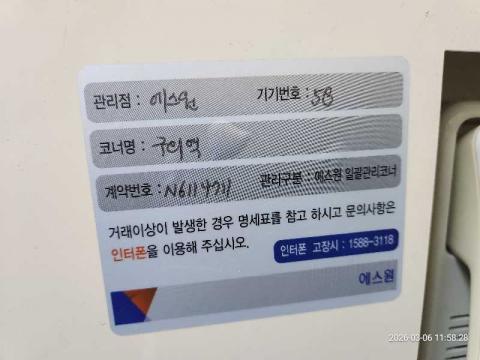 관리점 : 에스원 기기번호 : 58
코너명 : 구의역
계약번호 : 관리구분 : 에스원 일괄관리코너
거래이상이 발생한 경우 명세표를 참고 하시고 문의사항은
인터폰을 이용해 주십시오.
인터폰 고장시 : 1588-3118
에스원
2026-03-06 11:58:28